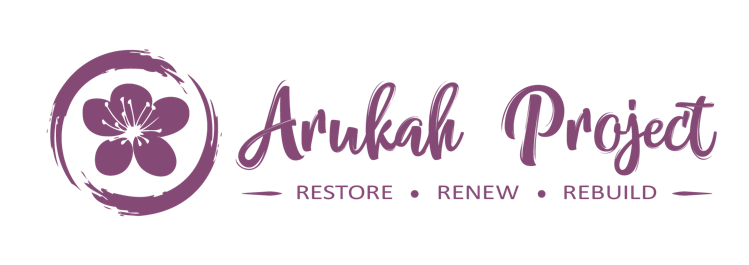 Arukah Project
RESTORE • RENEW • REBUILD